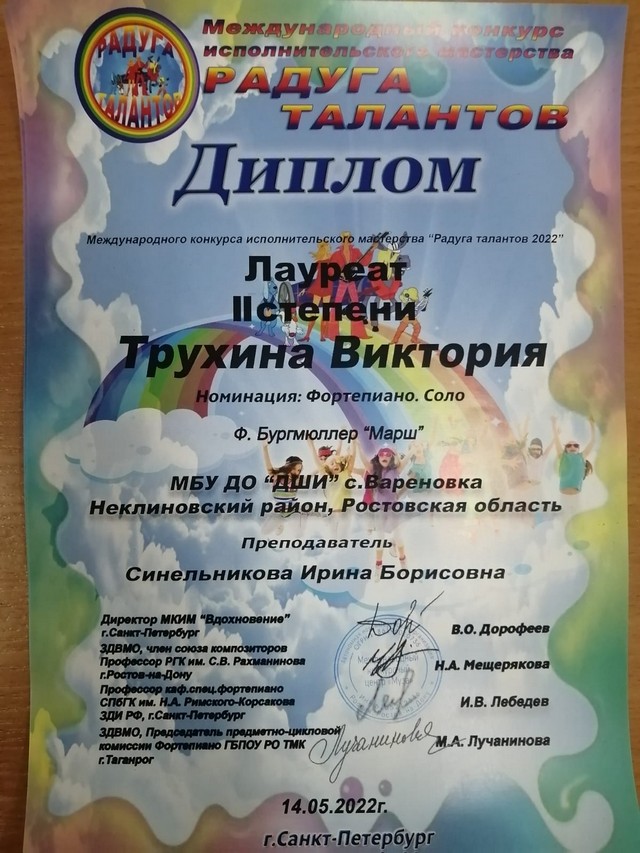 РАДУГА
ТАЛАНТОВ
Международный конкурс
исполнительского мастерства
РАДУГА
ТАЛАНТОВ
Диплом
Международного конкурса исполнительского мастерства “Радуга талантов 2022”
Лауреат
IIстепени
Трухина Виктория
Номинация: Фортепиано. Соло
Ф. Бургмюллер “Марш”
МБУ ДО “ДШИ” с.Вареновка
Неклиновский район, Ростовская область
Преподаватель
Синельникова Ирина Борисовна
Директор МКИМ “Вдохновение”
г.Санкт-Петербург
В.О. Дорофеев
ЗДВМО, член союза композиторов
Профессор РГК им. С.В. Рахманинова
г.Ростов-на-Дону
Н.А. Мещерякова
Профессор каф.спец.фортепиано
СПбГК им. Н.А. Римского-Корсакова
ЗДИ РФ, г.Санкт-Петербург
И.В. Лебедев
ЗДВМО, Председатель предметно-цикловой
комиссии Фортепиано ГБПОУ РО ТМК
г.Таганрог
М.А. Лучанинова
14.05.2022г.
г.Санкт-Петербург